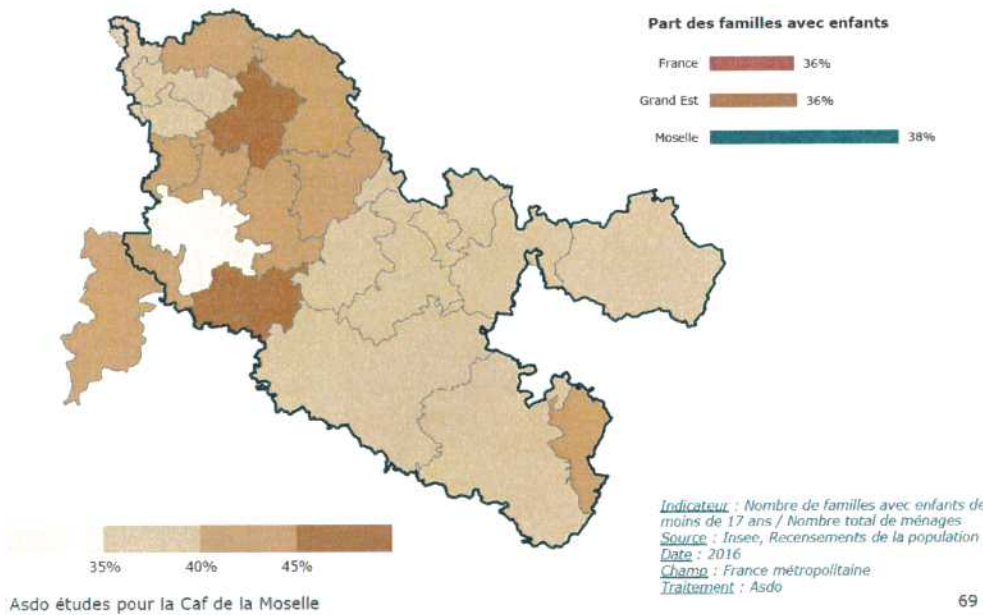 Part des familles avec enfants
France 36%
Grand Est 36%
Moselle 38%
35% 40% 45%
Indicateur : Nombre de familles avec enfants de
moins de 17 ans / Nombre total de ménages
Source : Insee, Recensements de la population
Date : 2016
Champ : France métropolitaine
Traitement : Asdo
Asdo études pour la Caf de la Moselle
69